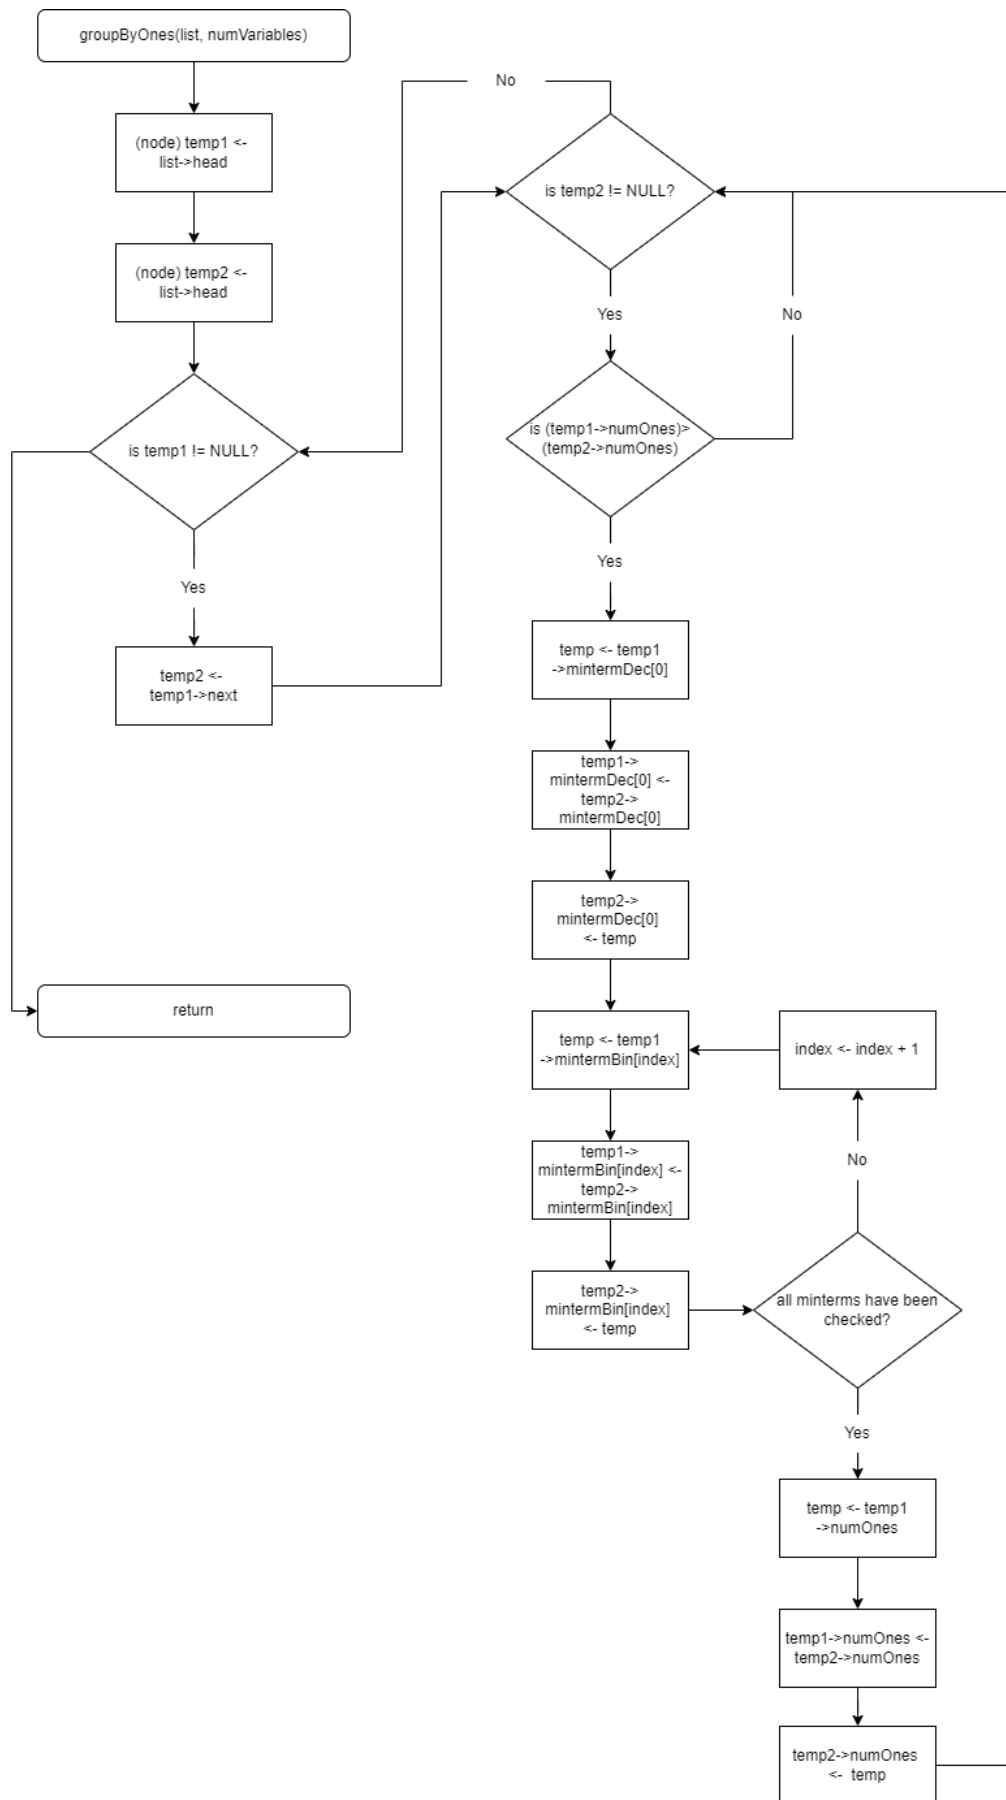 groupByOnes(list, numVariables)
(node) temp1 <-
list->head
(node) temp2 <-
list->head
is temp1 != NULL?
Yes
temp2 <-
temp1->next
return
No
is temp2 != NULL?
Yes
No
is (temp1->numOnes)>
(temp2->numOnes)
Yes
temp <- temp1
->mintermDec[0]
temp1->
mintermDec[0] <-
temp2->
mintermDec[0]
temp2->
mintermDec[0]
<- temp
temp <- temp1
->mintermBin[index]
index <- index + 1
temp1->
mintermBin[index] <-
temp2->
mintermBin[index]
No
temp2->
mintermBin[index]
<- temp
all minterms have been
checked?
Yes
temp <- temp1
->numOnes
temp1->numOnes <-
temp2->numOnes
temp2->numOnes
<- temp